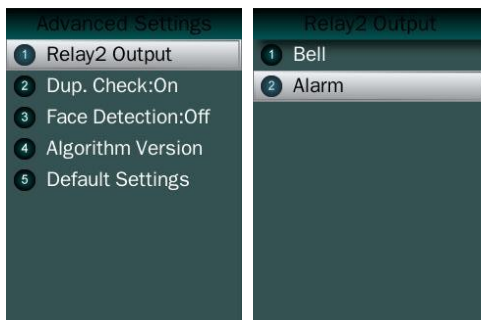 Advanced Settings
1 Relay2 Output
2 Dup. Check:On
3 Face Detection:Off
4 Algorithm Version
5 Default Settings
Relay2 Output
1 Bell
2 Alarm